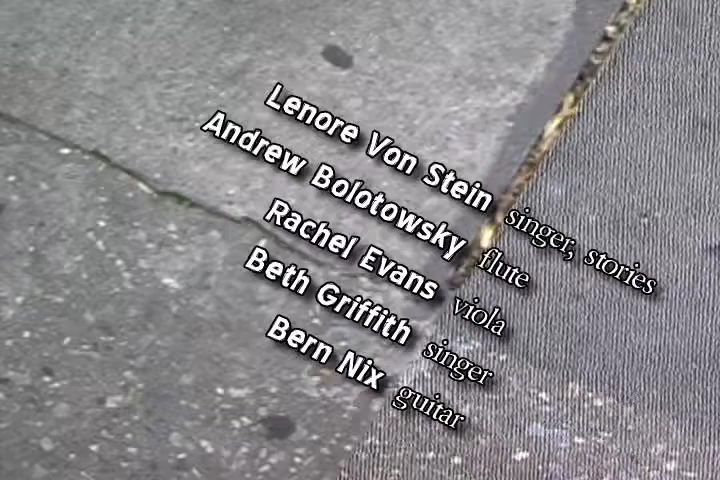 Lenore Von Stein singer, stories
Andrew Bolotowsky flute
Rachel Evans viola
Beth Griffith singer
Bern Nix guitar